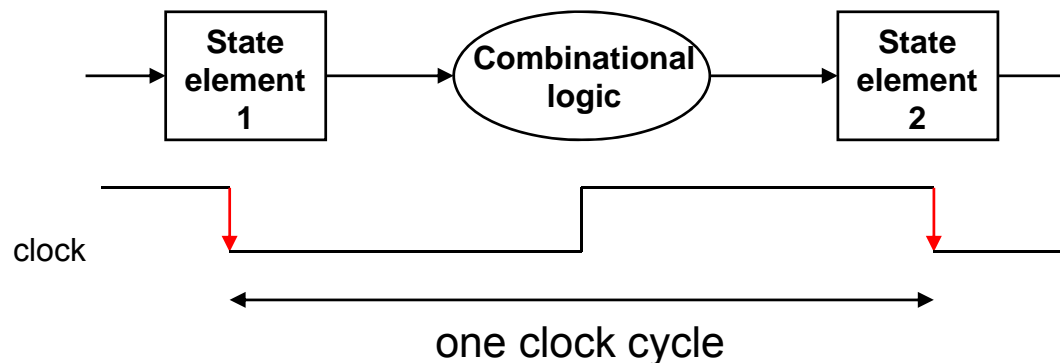 State
element
1
Combinational
logic
State
element
2
clock
one clock cycle